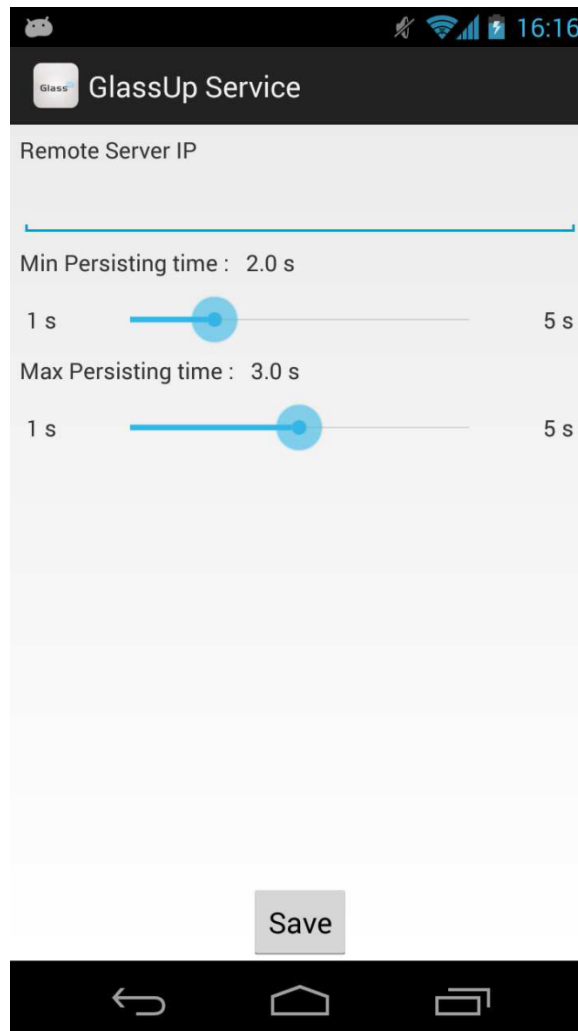 16:16
Glass GlassUp Service
Remote Server IP
Min Persisting time : 2.0 s
1 s 5 s
Max Persisting time : 3.0 s
1 s 5 s
Save